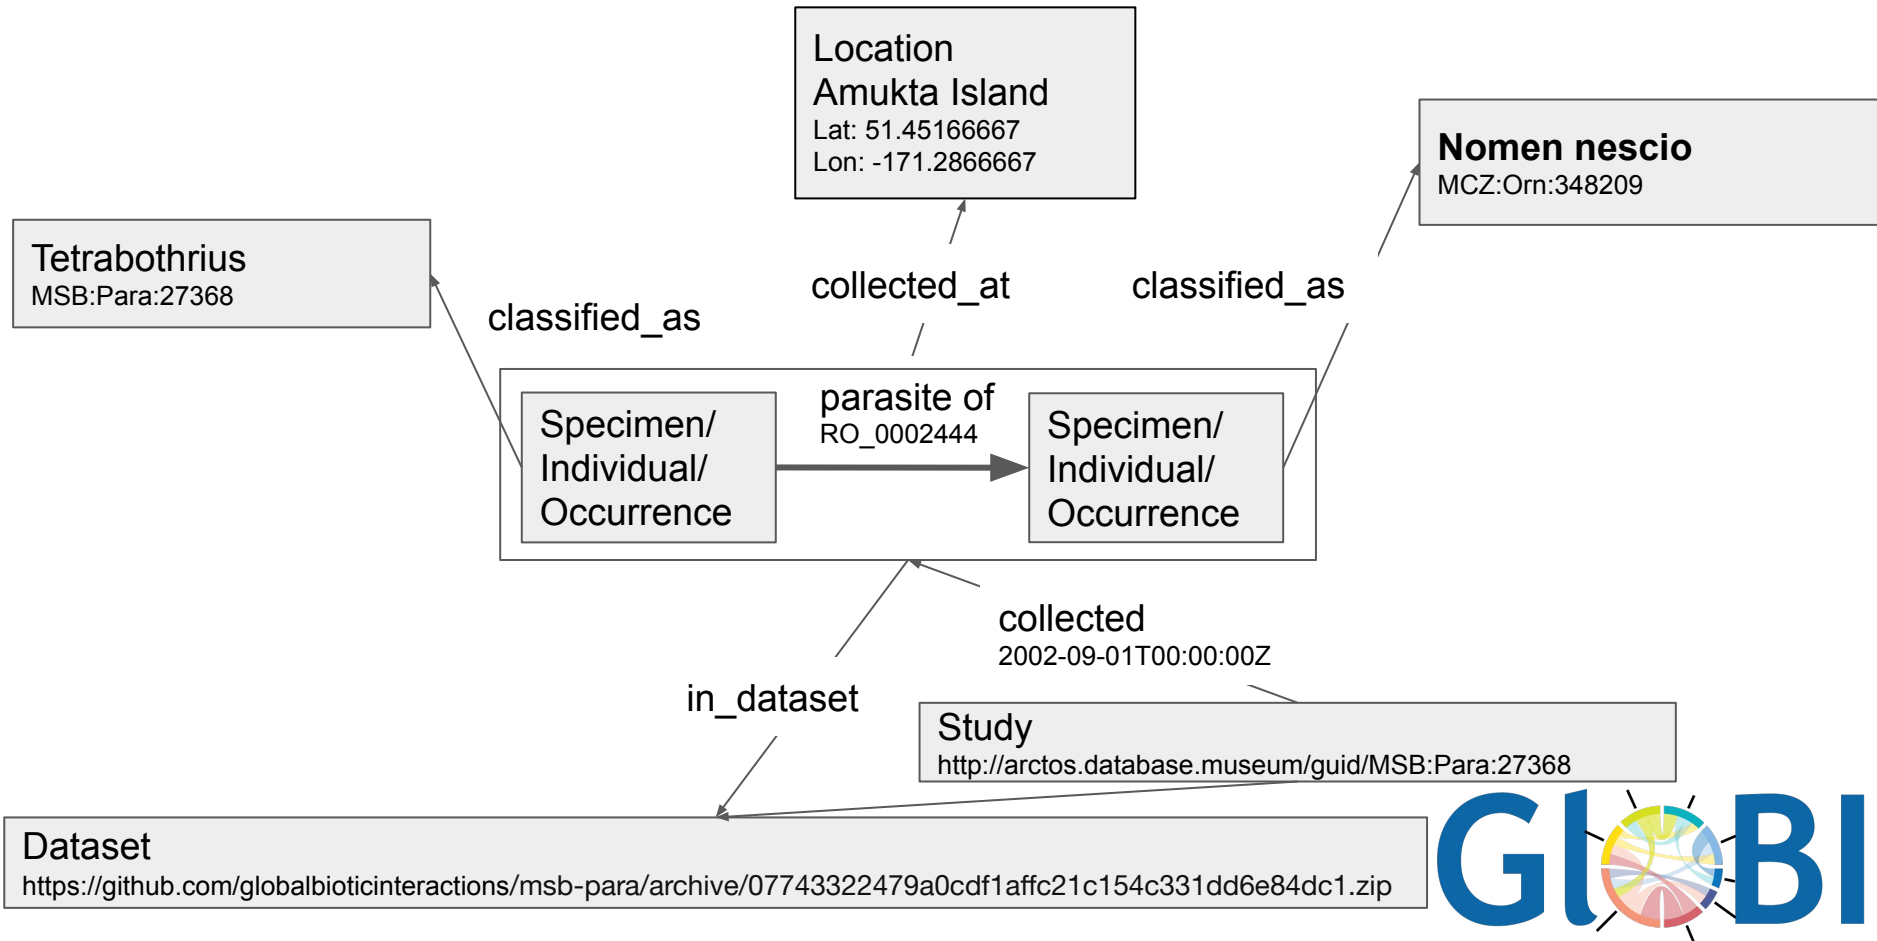 Location
Amukta Island
Lat: 51.45166667
Lon: -171.2866667
Nomen nescio
MCZ:Orn:348209
Tetrabothrius
MSB:Para:27368
classified_as
collected_at
classified_as
parasite of
RO_0002444
Specimen/
Individual/
Occurrence
Specimen/
Individual/
Occurrence
collected
2002-09-01T00:00:00Z
in_dataset
Study
http://arctos.database.museum/guid/MSB:Para:27368
Dataset
https://github.com/globalbioticinteractions/msb-para/archive/07743322479a0cdf1affc21c154c331dd6e84dc1.zip
GloBI